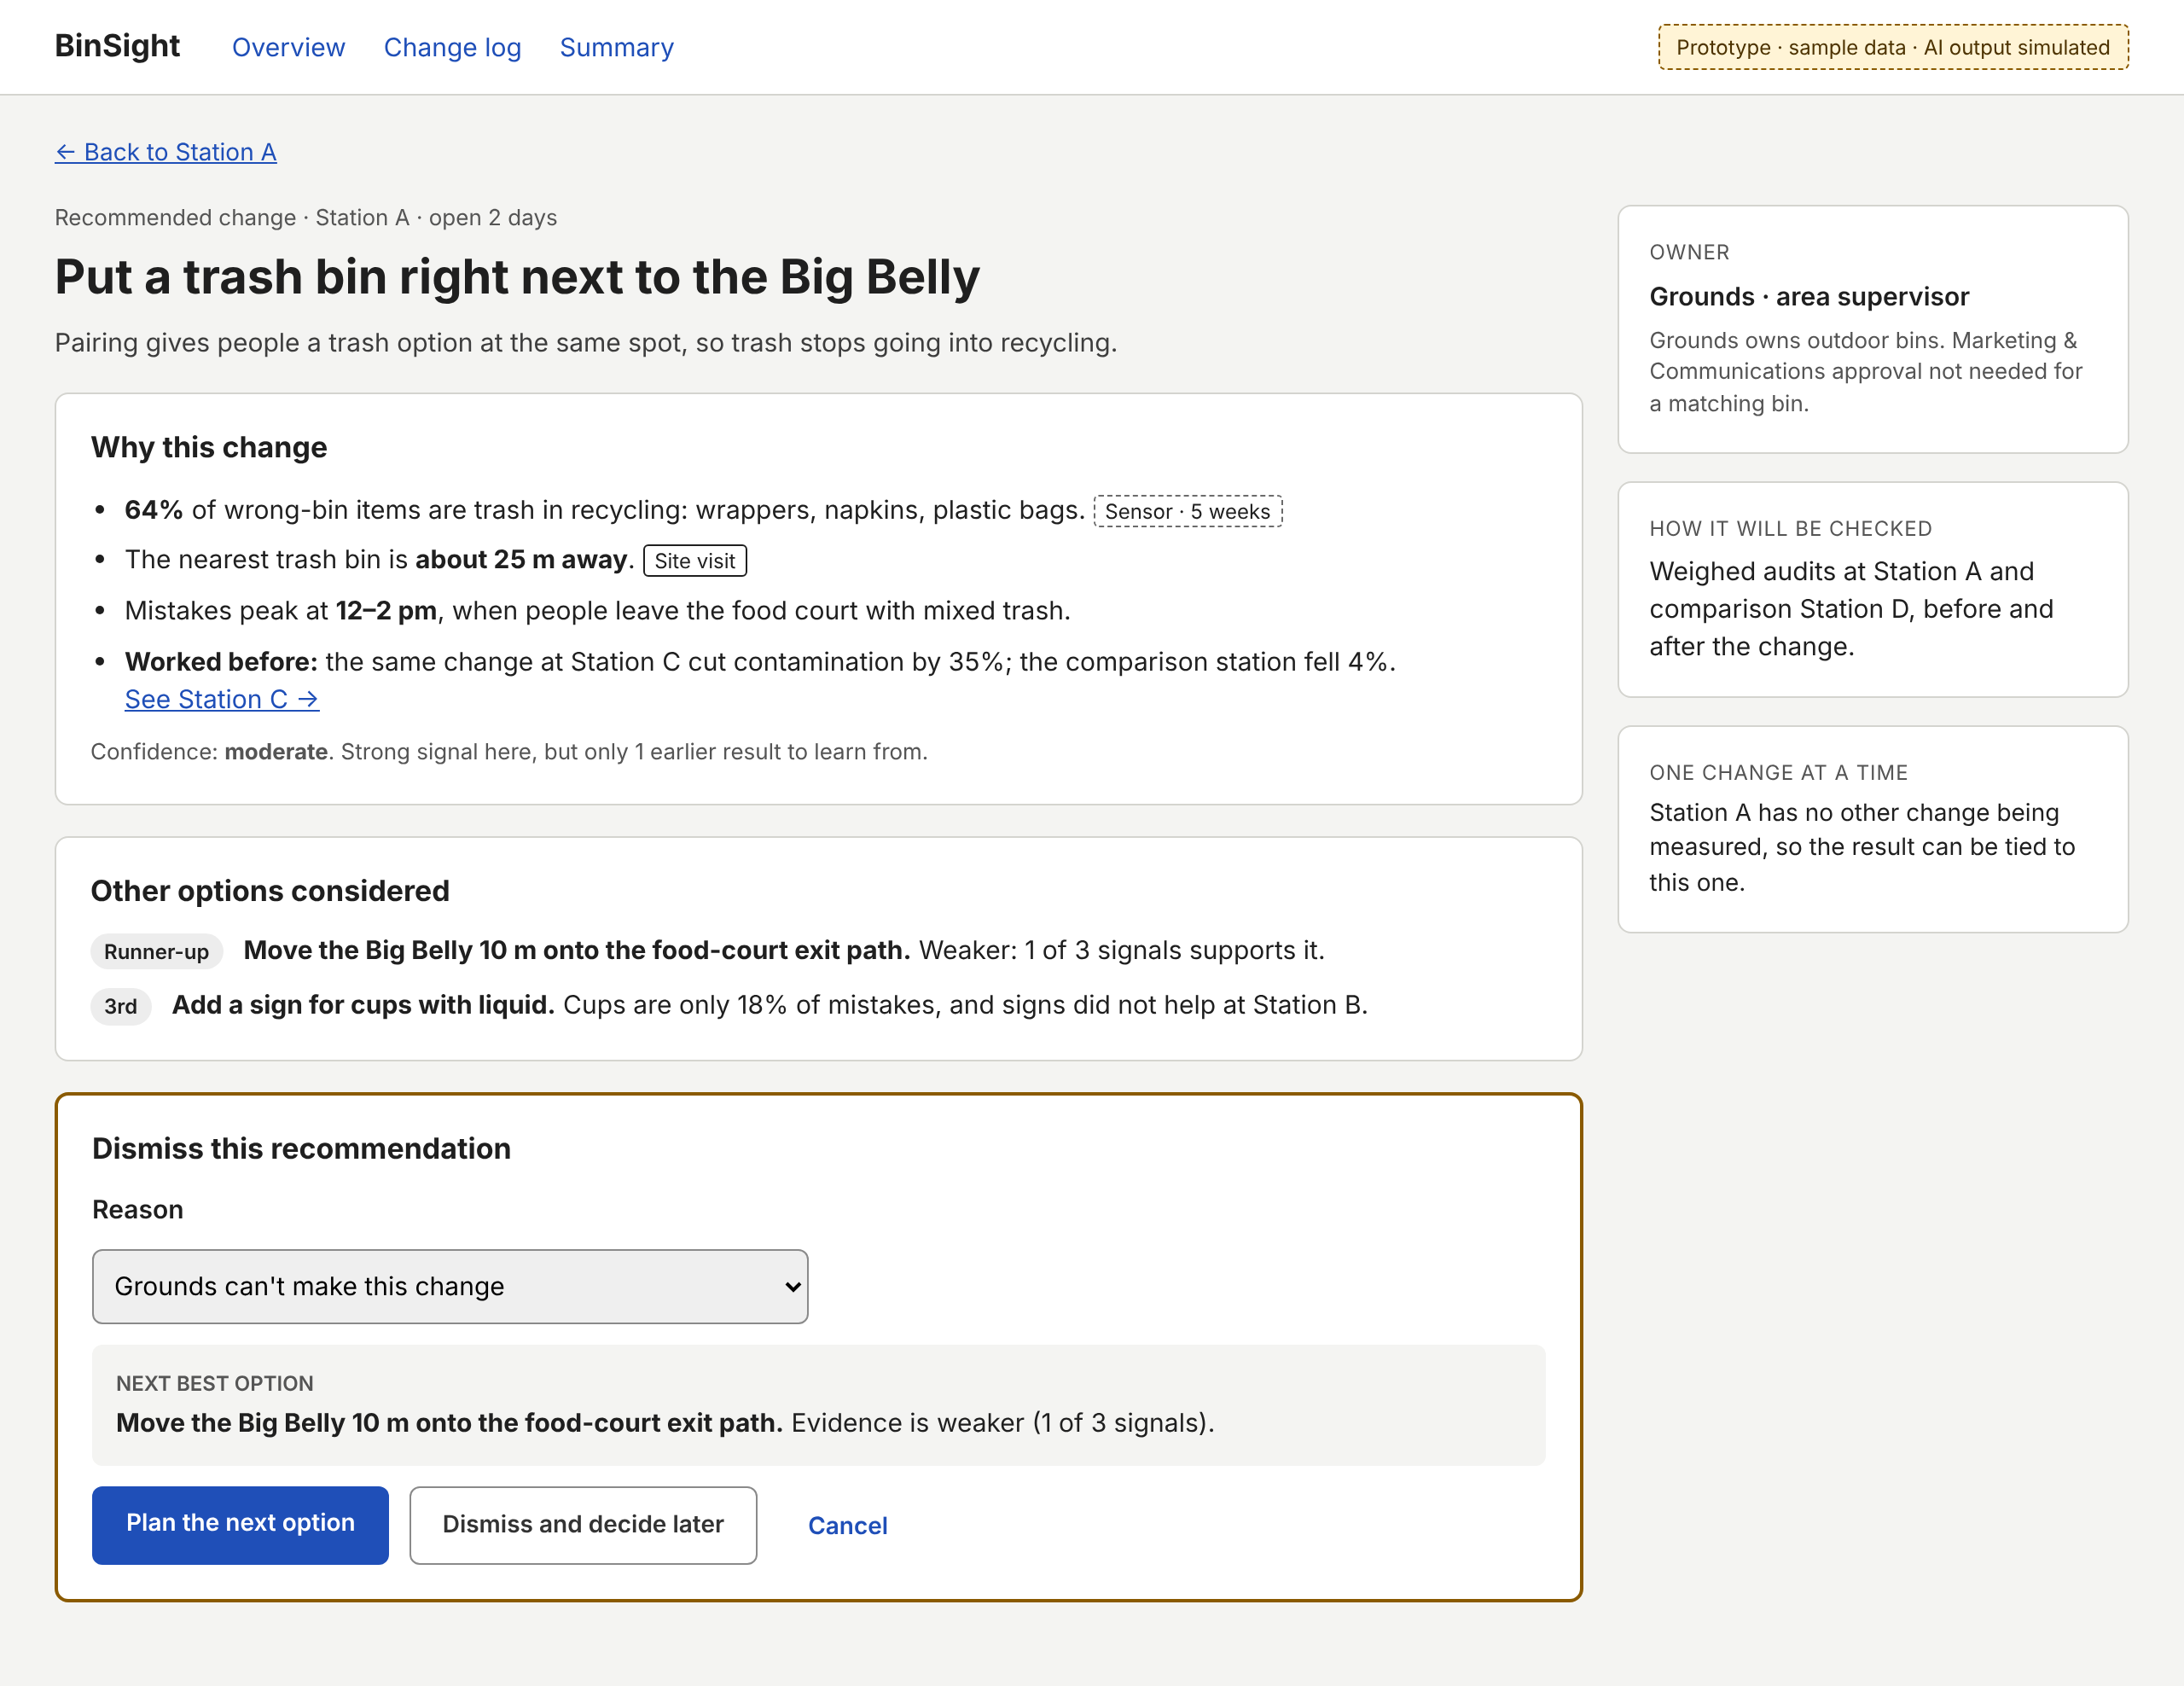 BinSight
Overview
Change log
Summary
Prototype · sample data · AI output simulated
← Back to Station A
Recommended change · Station A · open 2 days
Put a trash bin right next to the Big Belly
Pairing gives people a trash option at the same spot, so trash stops going into recycling.
Why this change
• 64% of wrong-bin items are trash in recycling: wrappers, napkins, plastic bags. Sensor · 5 weeks
• The nearest trash bin is about 25 m away. Site visit
• Mistakes peak at 12–2 pm, when people leave the food court with mixed trash.
• Worked before: the same change at Station C cut contamination by 35%; the comparison station fell 4%.
See Station C →
Confidence: moderate. Strong signal here, but only 1 earlier result to learn from.
Other options considered
Runner-up Move the Big Belly 10 m onto the food-court exit path. Weaker: 1 of 3 signals supports it.
3rd Add a sign for cups with liquid. Cups are only 18% of mistakes, and signs did not help at Station B.
Dismiss this recommendation
Reason
Grounds can't make this change
NEXT BEST OPTION
Move the Big Belly 10 m onto the food-court exit path. Evidence is weaker (1 of 3 signals).
Plan the next option
Dismiss and decide later
Cancel
OWNER
Grounds · area supervisor
Grounds owns outdoor bins. Marketing &
Communications approval not needed for
a matching bin.
HOW IT WILL BE CHECKED
Weighed audits at Station A and
comparison Station D, before and
after the change.
ONE CHANGE AT A TIME
Station A has no other change being
measured, so the result can be tied to
this one.